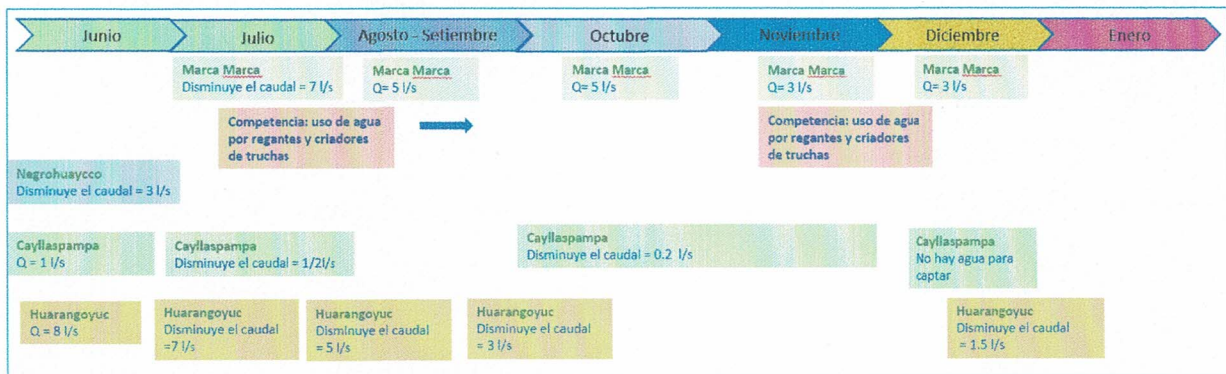 Junio
Julio
Agosto - Setiembre
Octubre
Noviembre
Diciembre
Enero
Marca Marca
Disminuye el caudal = 7 l/s
Marca Marca
Q= 5 l/s
Marca Marca
Q= 5 l/s
Marca Marca
Q= 3 l/s
Marca Marca
Q= 3 l/s
Competencia: uso de agua
por regantes y criadores
de truchas
Competencia: uso de agua
por regantes y criadores
de truchas
Negrohuaycco
Disminuye el caudal = 3 l/s
Cayllaspampa
Q = 1 l/s
Cayllaspampa
Disminuye el caudal = 1/2l/s
Cayllaspampa
Disminuye el caudal = 0.2 l/s
Cayllaspampa
No hay agua para
captar
Huarangoyuc
Q = 8 l/s
Huarangoyuc
Disminuye el caudal
=7 l/s
Huarangoyuc
Disminuye el caudal
= 5 l/s
Huarangoyuc
Disminuye el caudal
= 3 l/s
Huarangoyuc
Disminuye el caudal
= 1.5 l/s